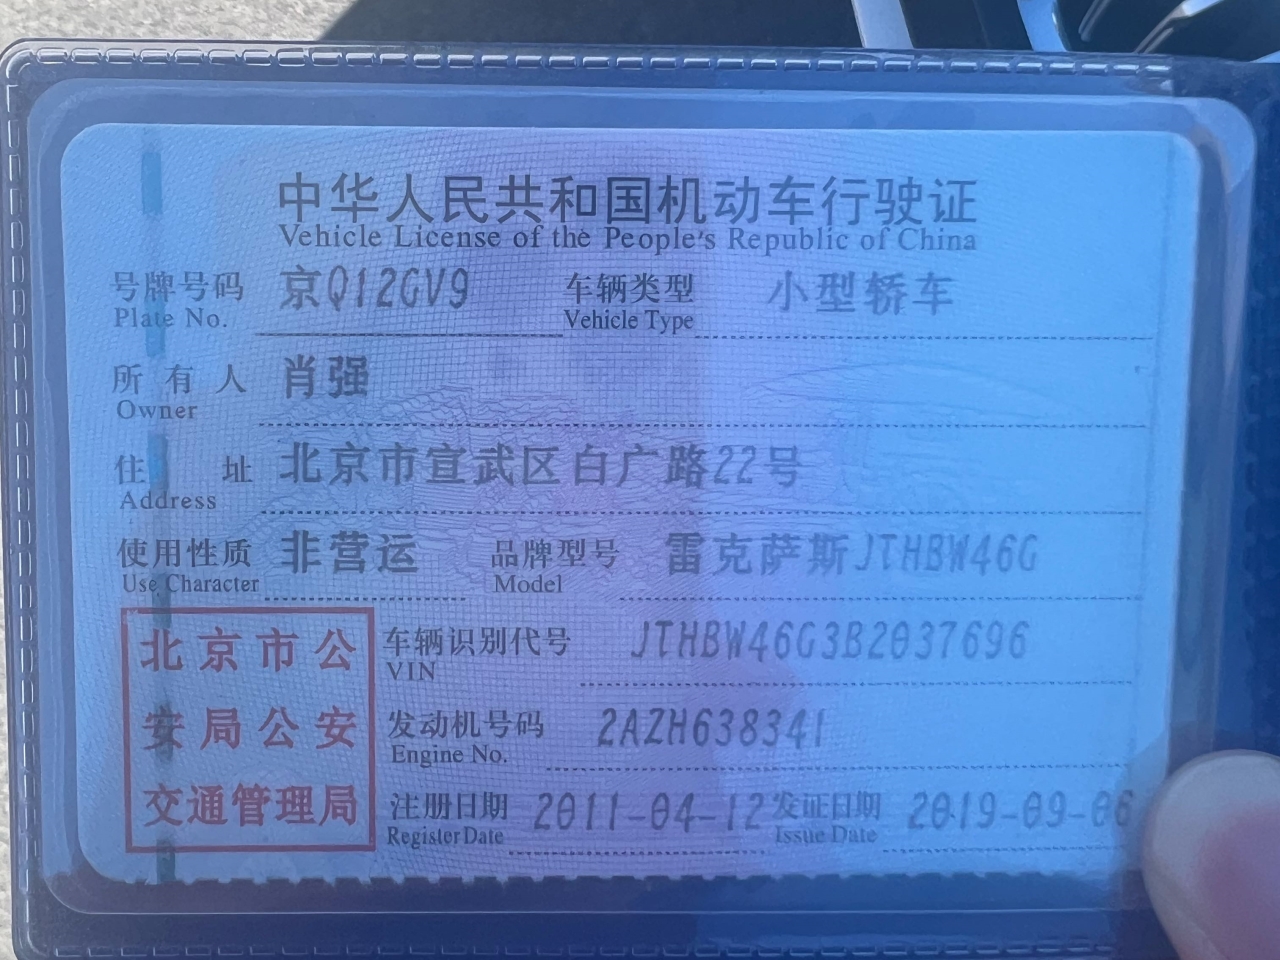 中华人民共和国机动车行驶证
Vehicle License of the People's Republic of China
号牌号码 京Q12GV9 车辆类型 小型轿车
Plate No. Vehicle Type
所有人 肖强
Owner
住址 北京市宣武区白广路22号
Address
使用性质 非营运 品牌型号 雷克萨斯JTHBW46G
Use Character Model
北京市公
安局公安
交通管理局
车辆识别代号 JTHBW46G3B2037696
VIN
发动机号码 2AZH638341
Engine No.
注册日期 2011-04-12 发证日期 2019-09-06
Register Date Issue Date